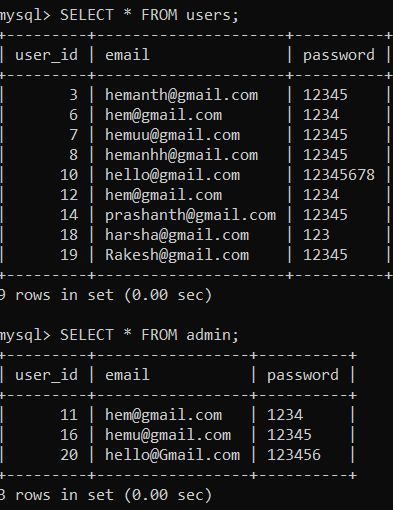 mysql> SELECT * FROM users;
+---------+---------------------+----------+
| user_id | email               | password |
+---------+---------------------+----------+
|       3 | hemanth@gmail.com   | 12345    |
|       6 | hem@gmail.com       | 1234     |
|       7 | hemuu@gmail.com     | 12345    |
|       8 | hemanhh@gmail.com   | 12345    |
|      10 | hello@gmail.com     | 12345678 |
|      12 | hem@gmail.com       | 1234     |
|      14 | prashanth@gmail.com | 12345    |
|      18 | harsha@gmail.com    | 123      |
|      19 | Rakesh@gmail.com    | 12345    |
+---------+---------------------+----------+
9 rows in set (0.00 sec)

mysql> SELECT * FROM admin;
+---------+-----------------+----------+
| user_id | email           | password |
+---------+-----------------+----------+
|      11 | hem@gmail.com   | 1234     |
|      16 | hemu@gmail.com  | 12345    |
|      20 | hello@Gmail.com | 123456   |
+---------+-----------------+----------+
3 rows in set (0.00 sec)